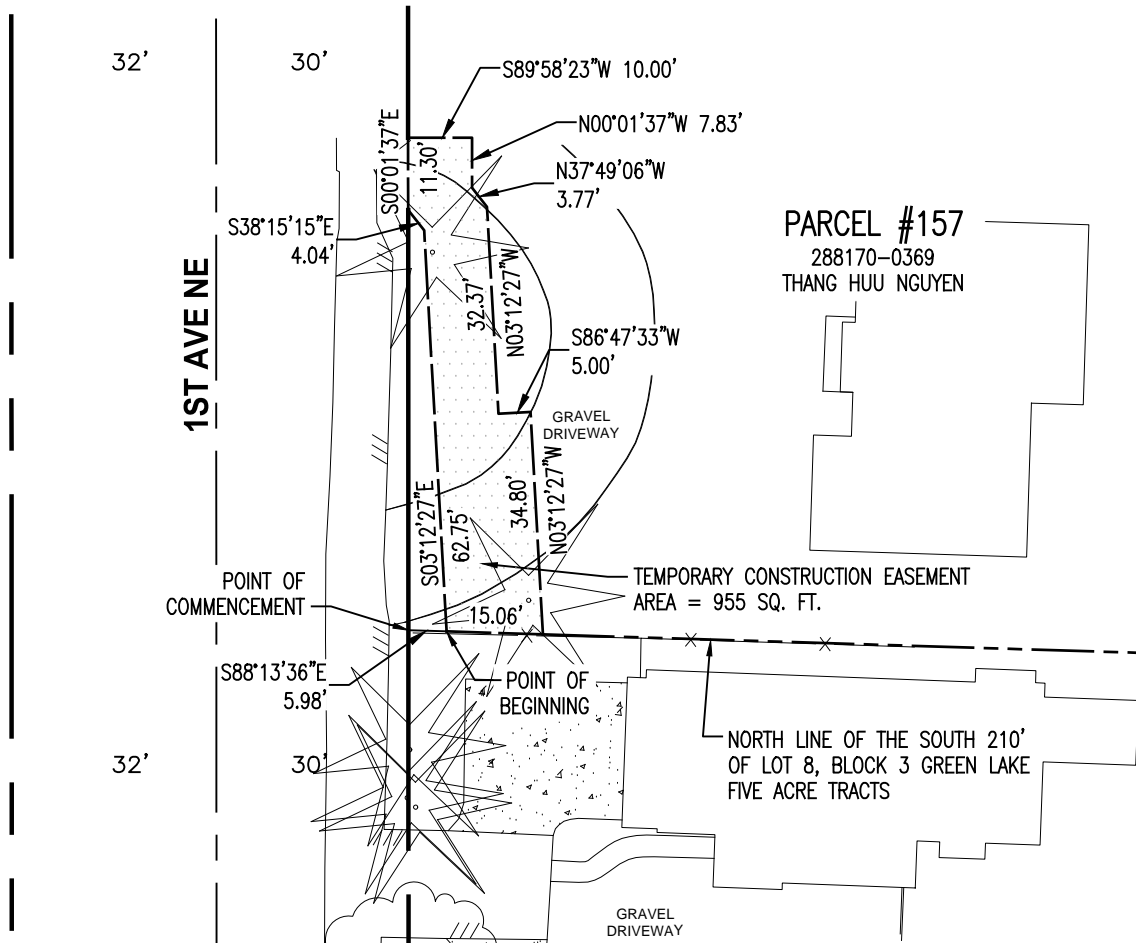 32'
30'
S89°58'23"W 10.00'
N00°01'37"W 7.83'
N37°49'06"W
3.77'
S00°01'37"E
11.30'
S38°15'15"E
4.04'
1ST AVE NE
PARCEL #157
288170-0369
THANG HUU NGUYEN
32.37'
N03°12'27"W
S86°47'33"W
5.00'
GRAVEL
DRIVEWAY
S03°12'27"E
62.75'
34.80'
N03°12'27"W
POINT OF
COMMENCEMENT
TEMPORARY CONSTRUCTION EASEMENT
AREA = 955 SQ. FT.
15.06'
S88°13'36"E
5.98'
POINT OF
BEGINNING
NORTH LINE OF THE SOUTH 210'
OF LOT 8, BLOCK 3 GREEN LAKE
FIVE ACRE TRACTS
32'
30'
GRAVEL
DRIVEWAY